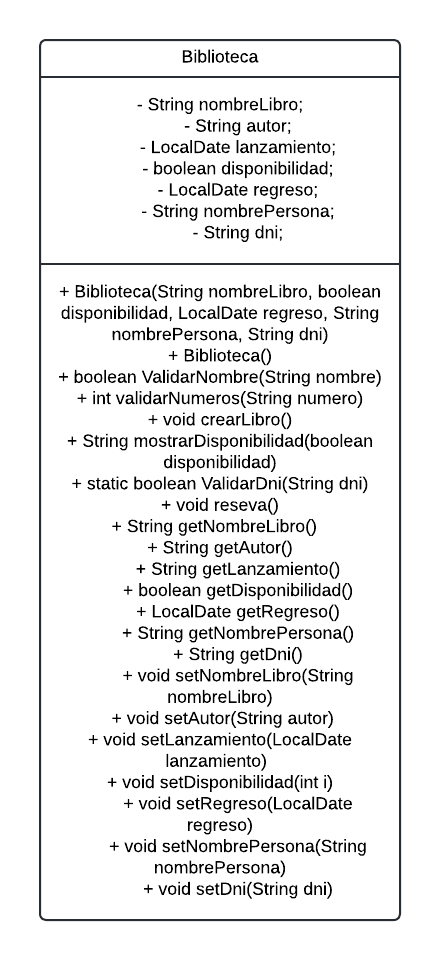 Biblioteca
- String nombreLibro;
- String autor;
- LocalDate lanzamiento;
- boolean disponibilidad;
- LocalDate regreso;
- String nombrePersona;
- String dni;
+ Biblioteca(String nombreLibro, boolean
disponibilidad, LocalDate regreso, String
nombrePersona, String dni)
+ Biblioteca()
+ boolean ValidarNombre(String nombre)
+ int validarNumeros(String numero)
+ void crearLibro()
+ String mostrarDisponibilidad(boolean
disponibilidad)
+ static boolean ValidarDni(String dni)
+ void reseva()
+ String getNombreLibro()
+ String getAutor()
+ String getLanzamiento()
+ boolean getDisponibilidad()
+ LocalDate getRegreso()
+ String getNombrePersona()
+ String getDni()
+ void setNombreLibro(String
nombreLibro)
+ void setAutor(String autor)
+ void setLanzamiento(LocalDate
lanzamiento)
+ void setDisponibilidad(int i)
+ void setRegreso(LocalDate
regreso)
+ void setNombrePersona(String
nombrePersona)
+ void setDni(String dni)